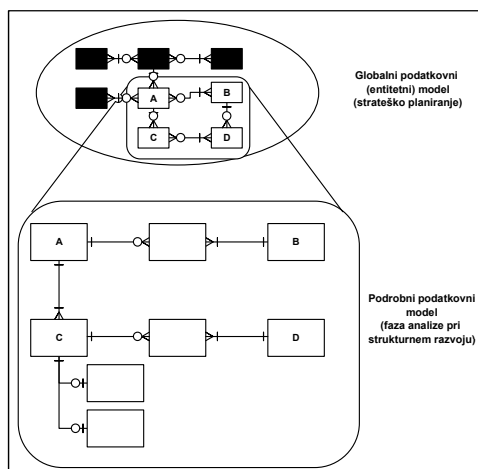 Globalni podatkovni
(entitetni) model
(strateško planiranje)
A
B
C
D
A
B
C
D
Podrobni podatkovni
model
(faza analize pri
strukturnem razvoju)